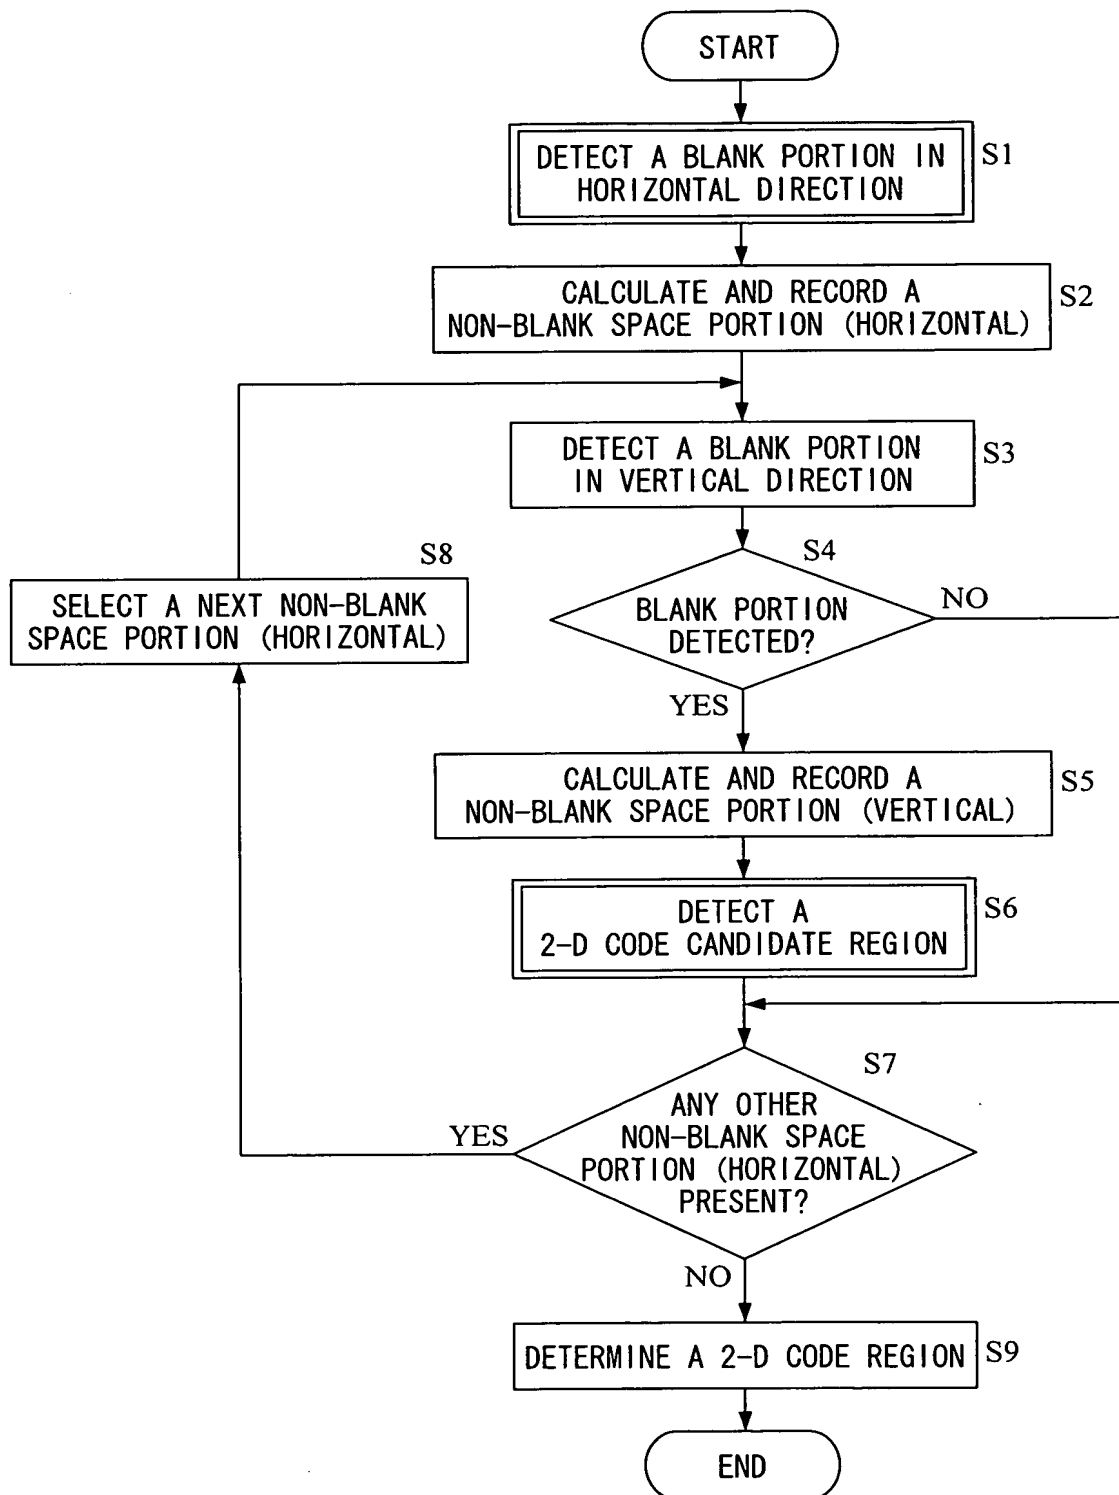 START
DETECT A BLANK PORTION IN
HORIZONTAL DIRECTION
S1
CALCULATE AND RECORD A
NON-BLANK SPACE PORTION (HORIZONTAL)
S2
DETECT A BLANK PORTION
IN VERTICAL DIRECTION
S3
S4
BLANK PORTION
DETECTED?
NO
YES
S8
SELECT A NEXT NON-BLANK
SPACE PORTION (HORIZONTAL)
CALCULATE AND RECORD A
NON-BLANK SPACE PORTION (VERTICAL)
S5
DETECT A
2-D CODE CANDIDATE REGION
S6
S7
ANY OTHER
NON-BLANK SPACE
PORTION (HORIZONTAL)
PRESENT?
YES
NO
DETERMINE A 2-D CODE REGION
S9
END